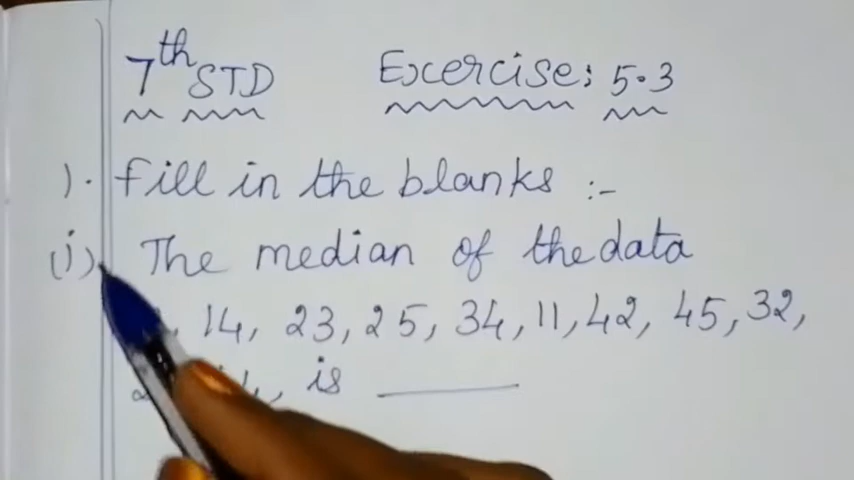 7th STD Excercise: 5.3
1). Fill in the blanks :-
(i) The median of the data
14, 23, 25, 34, 11, 42, 45, 32,
is ______